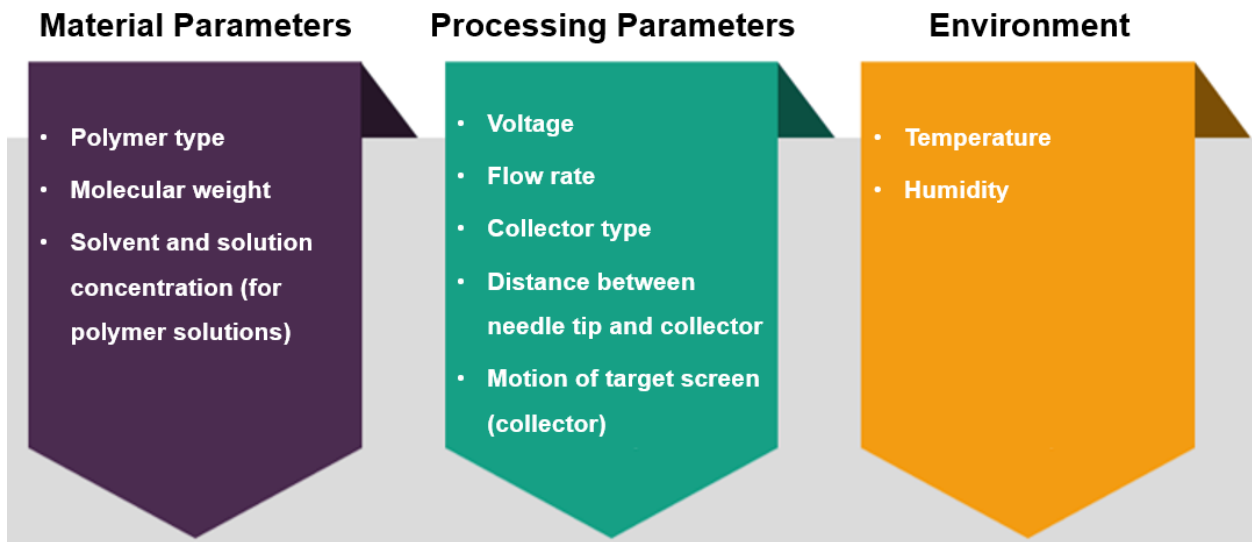 Material Parameters
• Polymer type
• Molecular weight
• Solvent and solution
concentration (for
polymer solutions)
Processing Parameters
• Voltage
• Flow rate
• Collector type
• Distance between
needle tip and collector
• Motion of target screen
(collector)
Environment
• Temperature
• Humidity